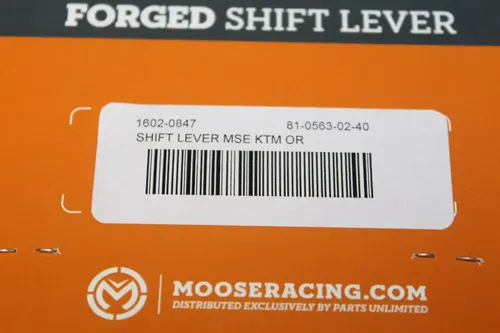 FORGED SHIFT LEVER
1602-0847 81-0563-02-40
SHIFT LEVER MSE KTM OR
MOOSERACING.COM
DISTRIBUTED EXCLUSIVELY BY PARTS UNLIMITED